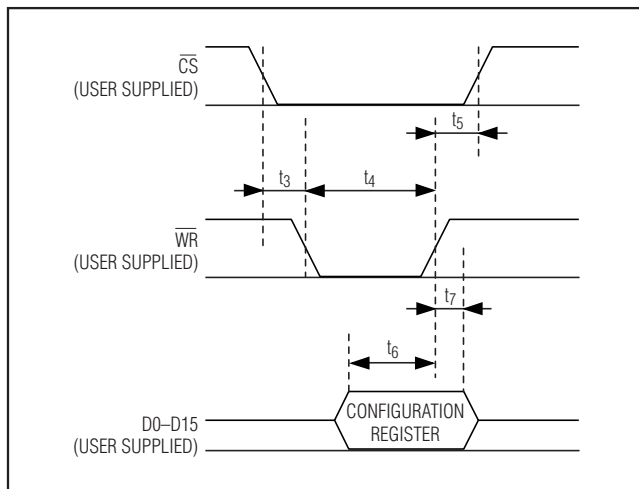 CS
(USER SUPPLIED)
t5
t3
t4
WR
(USER SUPPLIED)
t7
t6
D0–D15
(USER SUPPLIED)
CONFIGURATION
REGISTER